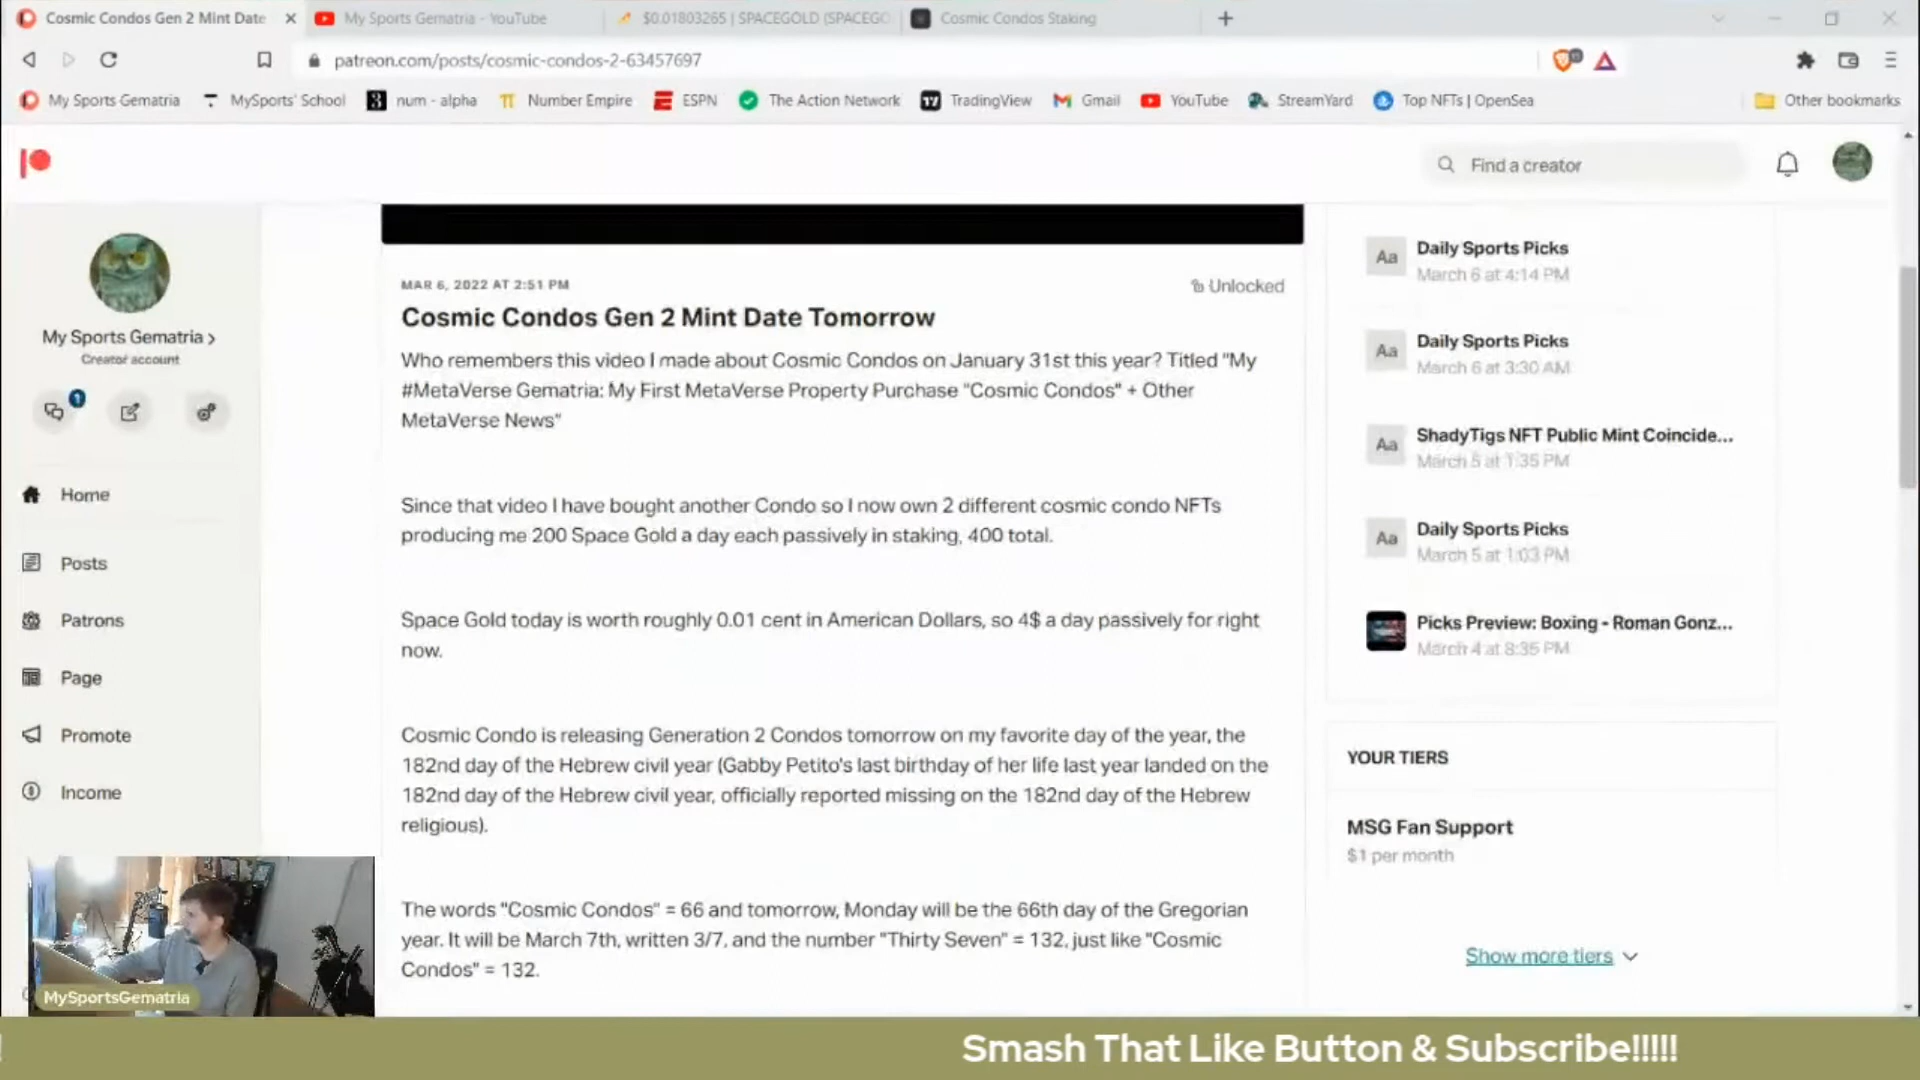 Cosmic Condos Gen 2 Mint Date
My Sports Gematria - YouTube
$0.01803265 | SPACEGOLD (SPACEGO
Cosmic Condos Staking
patreon.com/posts/cosmic-condos-2-63457697
My Sports Gematria
MySports' School
3
num - alpha
Number Empire
ESPN
The Action Network
TradingView
Gmail
YouTube
StreamYard
Top NFTs | OpenSea
Other bookmarks
Find a creator
My Sports Gematria
Creator account
1
Home
Posts
Patrons
Page
Promote
Income
MAR 6, 2022 AT 2:51 PM
Unlocked
Cosmic Condos Gen 2 Mint Date Tomorrow
Who remembers this video I made about Cosmic Condos on January 31st this year? Titled "My
#MetaVerse Gematria: My First MetaVerse Property Purchase "Cosmic Condos" + Other
MetaVerse News"
Since that video I have bought another Condo so I now own 2 different cosmic condo NFTs
producing me 200 Space Gold a day each passively in staking, 400 total.
Space Gold today is worth roughly 0.01 cent in American Dollars, so 4$ a day passively for right
now.
Cosmic Condo is releasing Generation 2 Condos tomorrow on my favorite day of the year, the
182nd day of the Hebrew civil year (Gabby Petito's last birthday of her life last year landed on the
182nd day of the Hebrew civil year, officially reported missing on the 182nd day of the Hebrew
religious).
The words "Cosmic Condos" = 66 and tomorrow, Monday will be the 66th day of the Gregorian
year. It will be March 7th, written 3/7, and the number "Thirty Seven" = 132, just like "Cosmic
Condos" = 132.
Aa
Daily Sports Picks
March 6 at 4:14 PM
Aa
Daily Sports Picks
March 6 at 3:30 AM
Aa
ShadyTigs NFT Public Mint Coincide...
March 5 at 1:35 PM
Aa
Daily Sports Picks
March 5 at 1:03 PM
Picks Preview: Boxing - Roman Gonz...
March 4 at 8:35 PM
YOUR TIERS
MSG Fan Support
$1 per month
Show more tiers
MySportsGematria
Smash That Like Button & Subscribe!!!!!